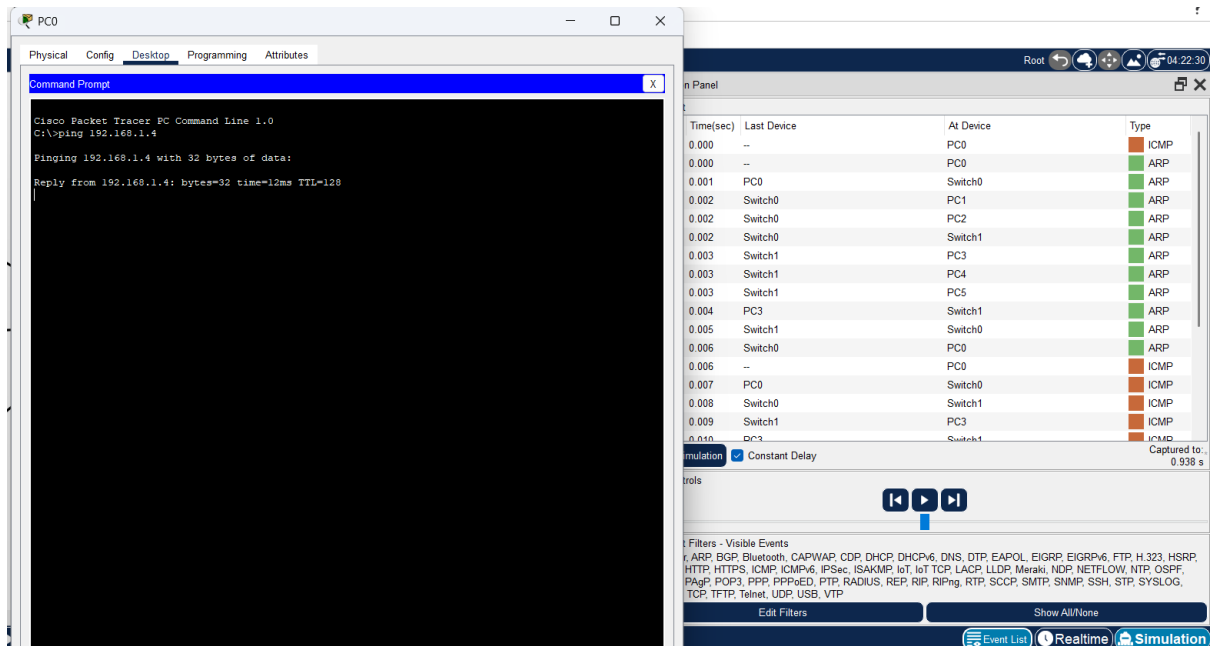 PC0
Physical Config Desktop Programming Attributes
Command Prompt
X
Cisco Packet Tracer PC Command Line 1.0
C:\>ping 192.168.1.4
Pinging 192.168.1.4 with 32 bytes of data:
Reply from 192.168.1.4: bytes=32 time=12ms TTL=128
Root 04:22:30
n Panel
Time(sec) Last Device At Device Type
0.000 -- PC0 ICMP
0.000 -- PC0 ARP
0.001 PC0 Switch0 ARP
0.002 Switch0 PC1 ARP
0.002 Switch0 PC2 ARP
0.002 Switch0 Switch1 ARP
0.003 Switch1 PC3 ARP
0.003 Switch1 PC4 ARP
0.003 Switch1 PC5 ARP
0.004 PC3 Switch1 ARP
0.005 Switch1 Switch0 ARP
0.006 Switch0 PC0 ARP
0.006 -- PC0 ICMP
0.007 PC0 Switch0 ICMP
0.008 Switch0 Switch1 ICMP
0.009 Switch1 PC3 ICMP
0.010 PC3 Switch1 ICMP
imulation Constant Delay
Captured to:
0.938 s
trols
t Filters - Visible Events
r, ARP, BGP, Bluetooth, CAPWAP, CDP, DHCP, DHCPv6, DNS, DTP, EAPOL, EIGRP, EIGRPv6, FTP, H.323, HSRP,
HTTP, HTTPS, ICMP, ICMPv6, IPSec, ISAKMP, IoT, IoT TCP, LACP, LLDP, Meraki, NDP, NETFLOW, NTP, OSPF,
PAgP, POP3, PPP, PPPoED, PTP, RADIUS, REP, RIP, RIPng, RTP, SCCP, SMTP, SNMP, SSH, STP, SYSLOG,
TCP, TFTP, Telnet, UDP, USB, VTP
Edit Filters Show All/None
Event List Realtime Simulation